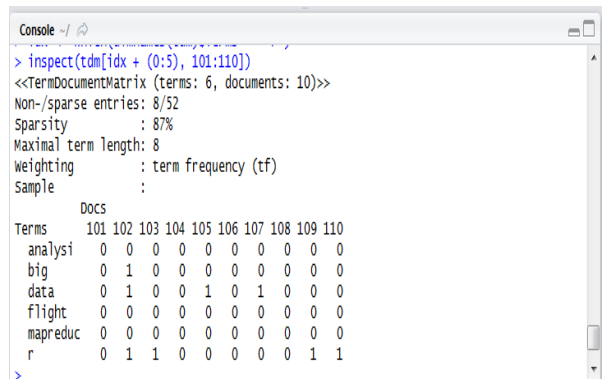 Console ~/
> inspect(tdm[idx + (0:5), 101:110])
<<TermDocumentMatrix (terms: 6, documents: 10)>>
Non-/sparse entries: 8/52
Sparsity           : 87%
Maximal term length: 8
Weighting          : term frequency (tf)
Sample             :
Docs
Terms 101 102 103 104 105 106 107 108 109 110
analysi 0 0 0 0 0 0 0 0 0 0
big 0 1 0 0 0 0 0 0 0 0
data 0 1 0 0 1 0 1 0 0 0
flight 0 0 0 0 0 0 0 0 0 0
mapreduc 0 0 0 0 0 0 0 0 0 0
r 0 1 1 0 0 0 0 0 1 1
>